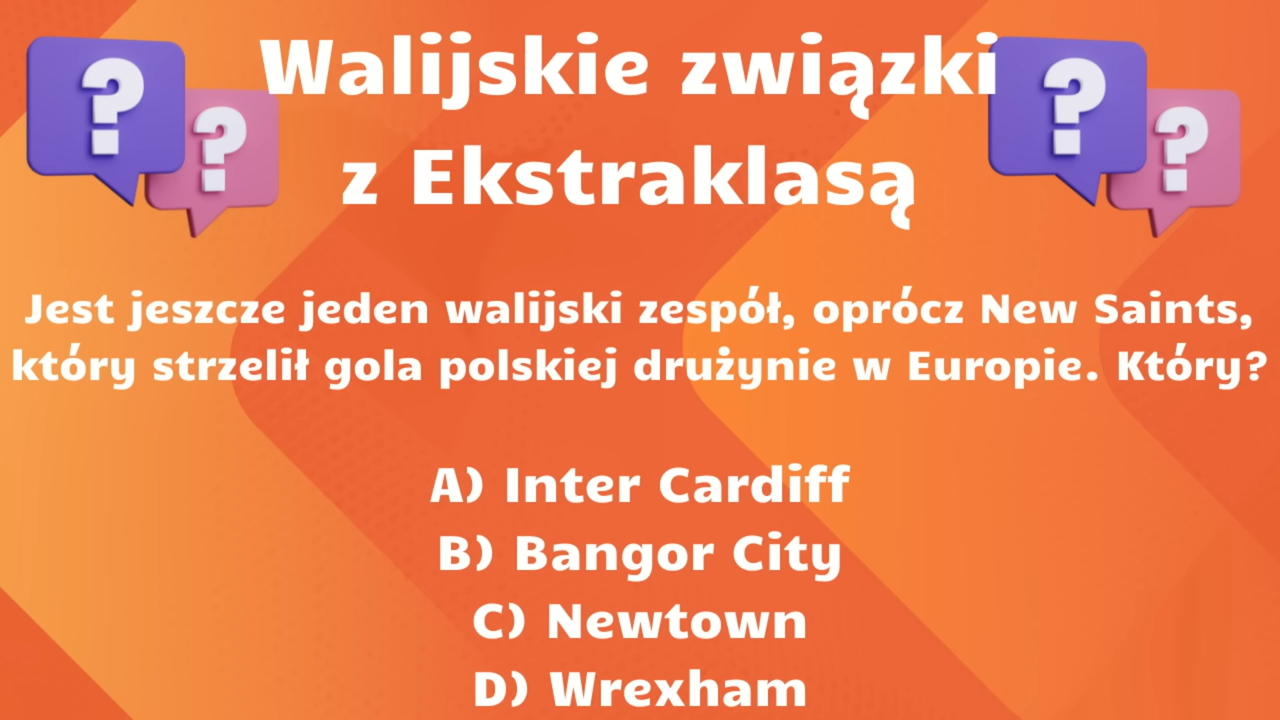 Walijskie związki
z Ekstraklasą
Jest jeszcze jeden walijski zespół, oprócz New Saints,
który strzelił gola polskiej drużynie w Europie. Który?
A) Inter Cardiff
B) Bangor City
C) Newtown
D) Wrexham